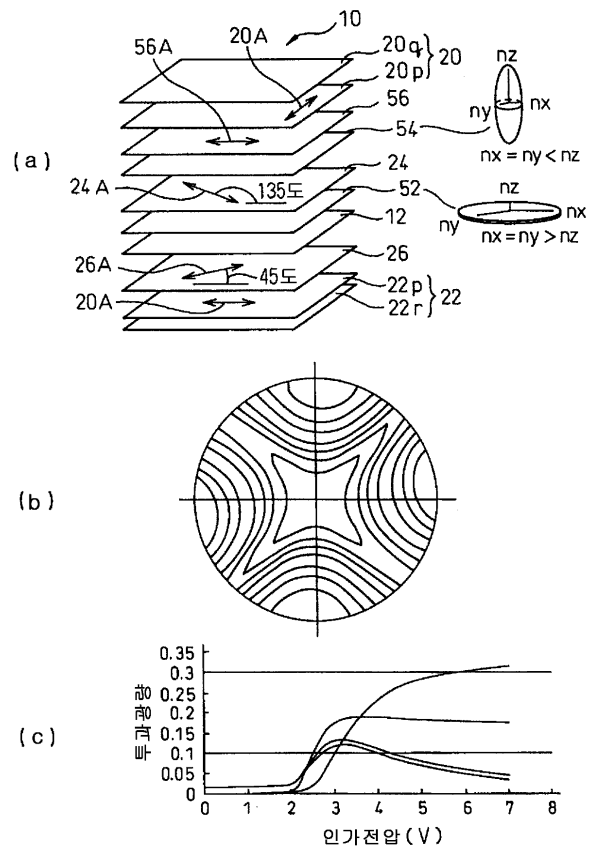 10
56A
20A
20q
20p
} 20
56
54
24
52
12
26
22p
22r
} 22
24A
135도
26A
45도
20A
nz
ny
nx
nx = ny < nz
nz
ny
nx
nx = ny > nz
(a)
(b)
(c)
투과광량
0.35
0.3
0.25
0.2
0.15
0.1
0.05
0
0 1 2 3 4 5 6 7 8
인가전압(V)